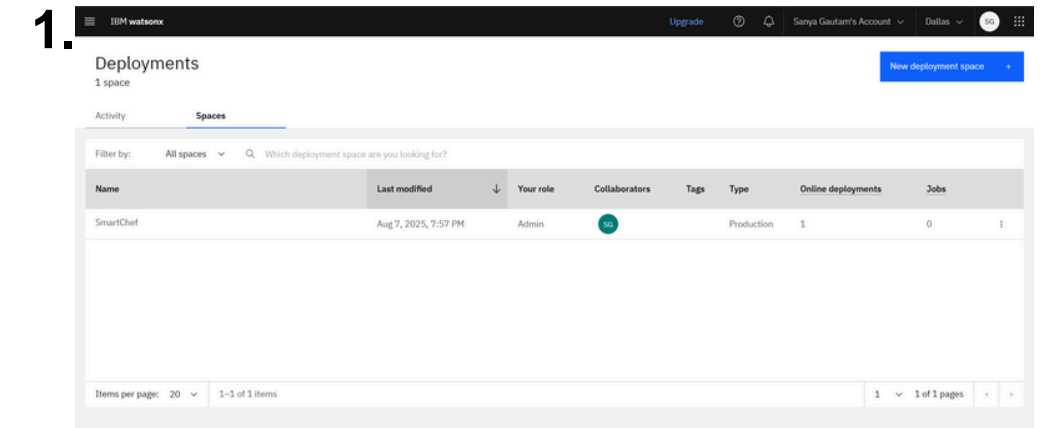 1.
IBM watsonx Upgrade Sanya Gautam's Account Dallas SG
Deployments
1 space
New deployment space +
Activity Spaces
Filter by: All spaces Which deployment space are you looking for?
Name Last modified Your role Collaborators Tags Type Online deployments Jobs
SmartChef Aug 7, 2025, 7:57 PM Admin SG Production 1 0
Items per page: 20 1–1 of 1 items 1 1 of 1 pages